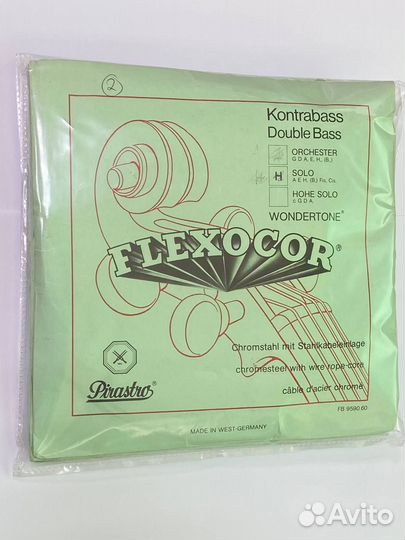 2
Kontrabass
Double Bass
ORCHESTER
G.D.A.E.H. (B.)
SOLO
A.E.H. (B.) Fis, Cis.
HOHE SOLO
c.G.D.A.
WONDERTONE®
FLEXOCOR®
Chromstahl mit Stahlkabeleinlage
chromesteel with wire rope-core
câble d'acier chromé
Pirastro®
FB 9590 60
MADE IN WEST-GERMANY
Avito